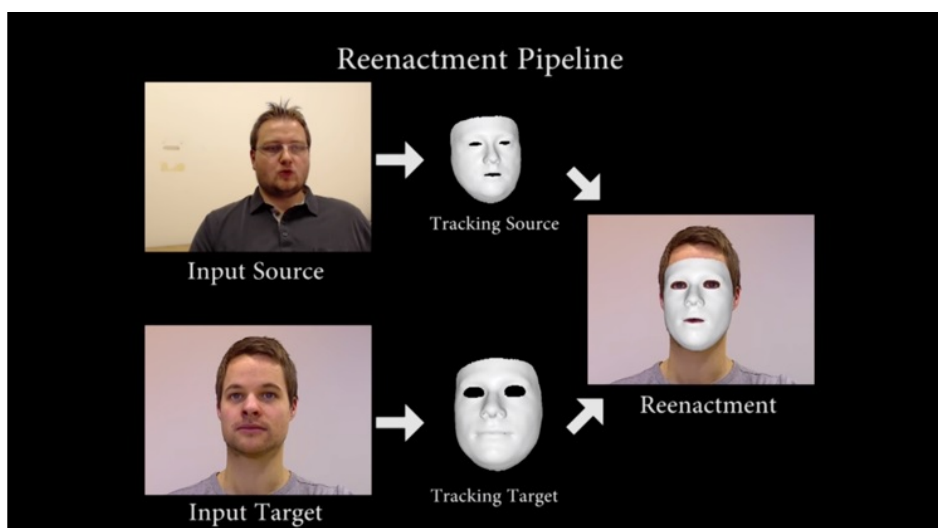 Reenactment Pipeline
Tracking Source
Input Source
Reenactment
Tracking Target
Input Target